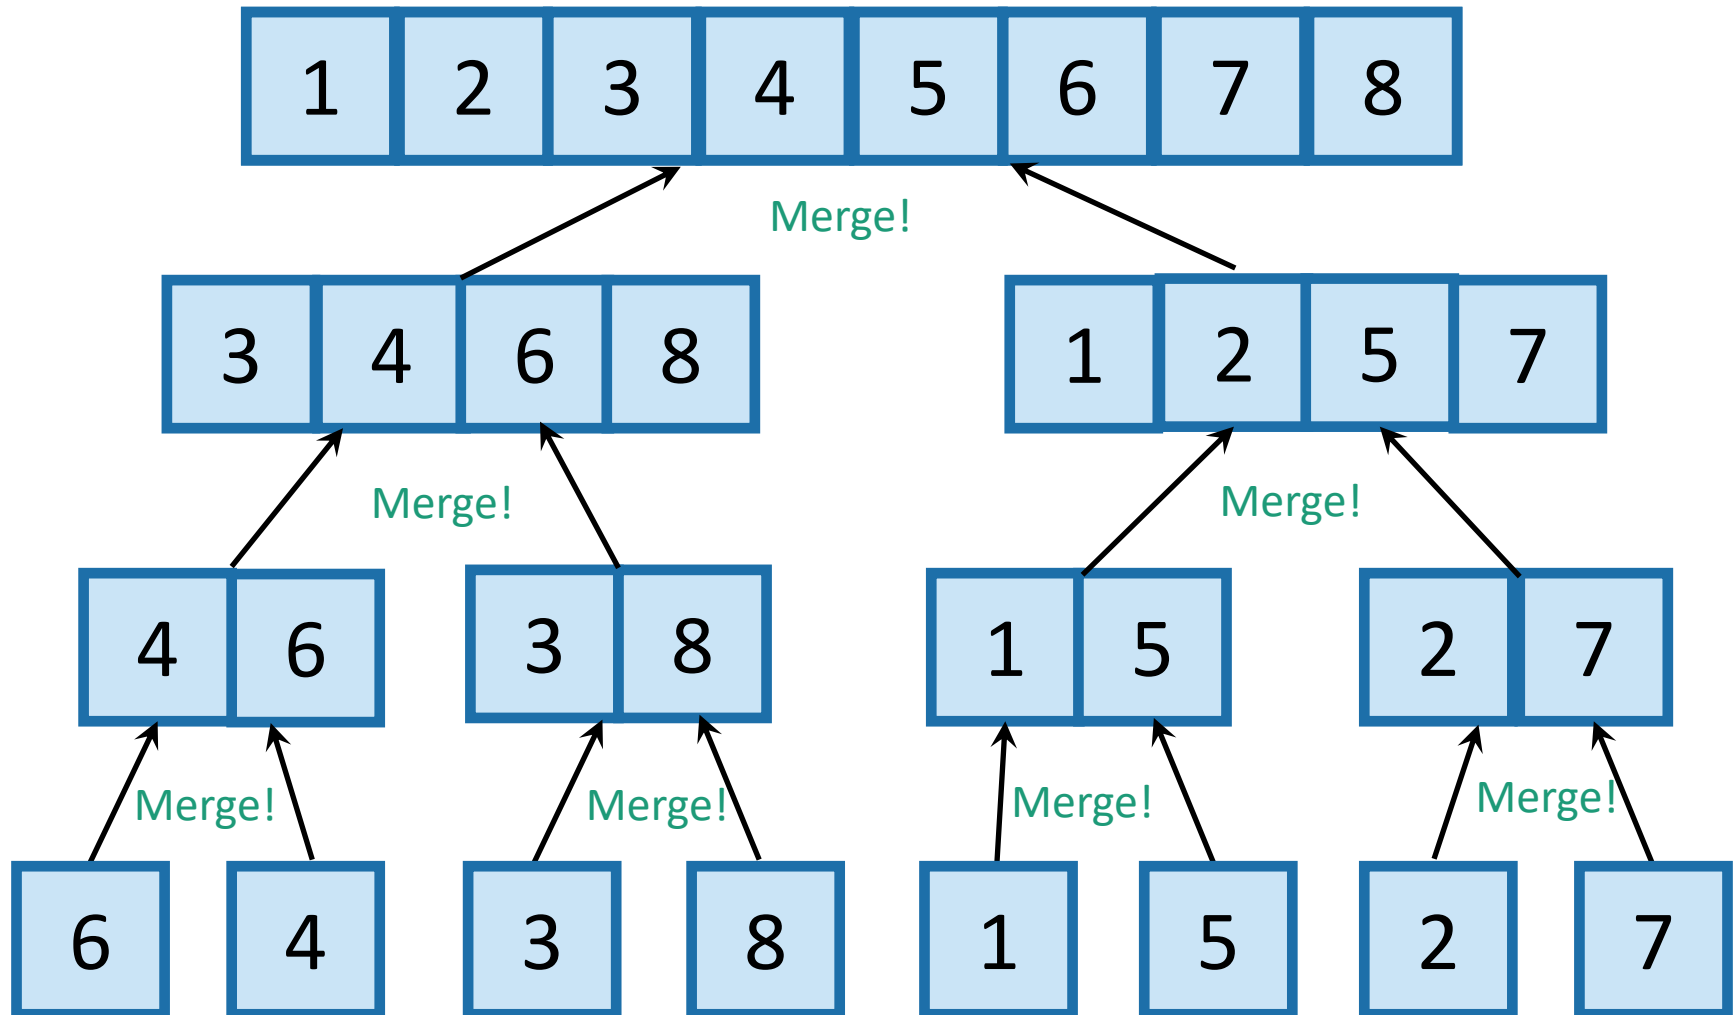 1 2 3 4 5 6 7 8
Merge!
3 4 6 8 1 2 5 7
Merge! Merge!
4 6 3 8 1 5 2 7
Merge! Merge! Merge! Merge!
6 4 3 8 1 5 2 7